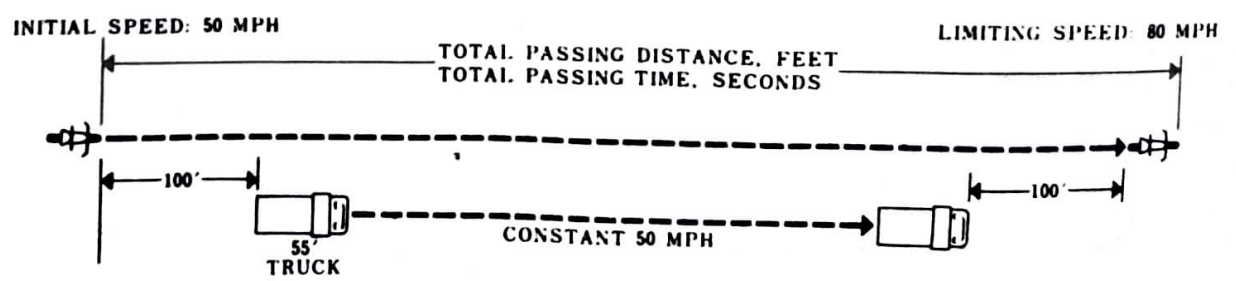 INITIAL SPEED: 50 MPH
LIMITING SPEED: 80 MPH
TOTAL PASSING DISTANCE, FEET
TOTAL PASSING TIME, SECONDS
100'
100'
CONSTANT 50 MPH
55'
TRUCK